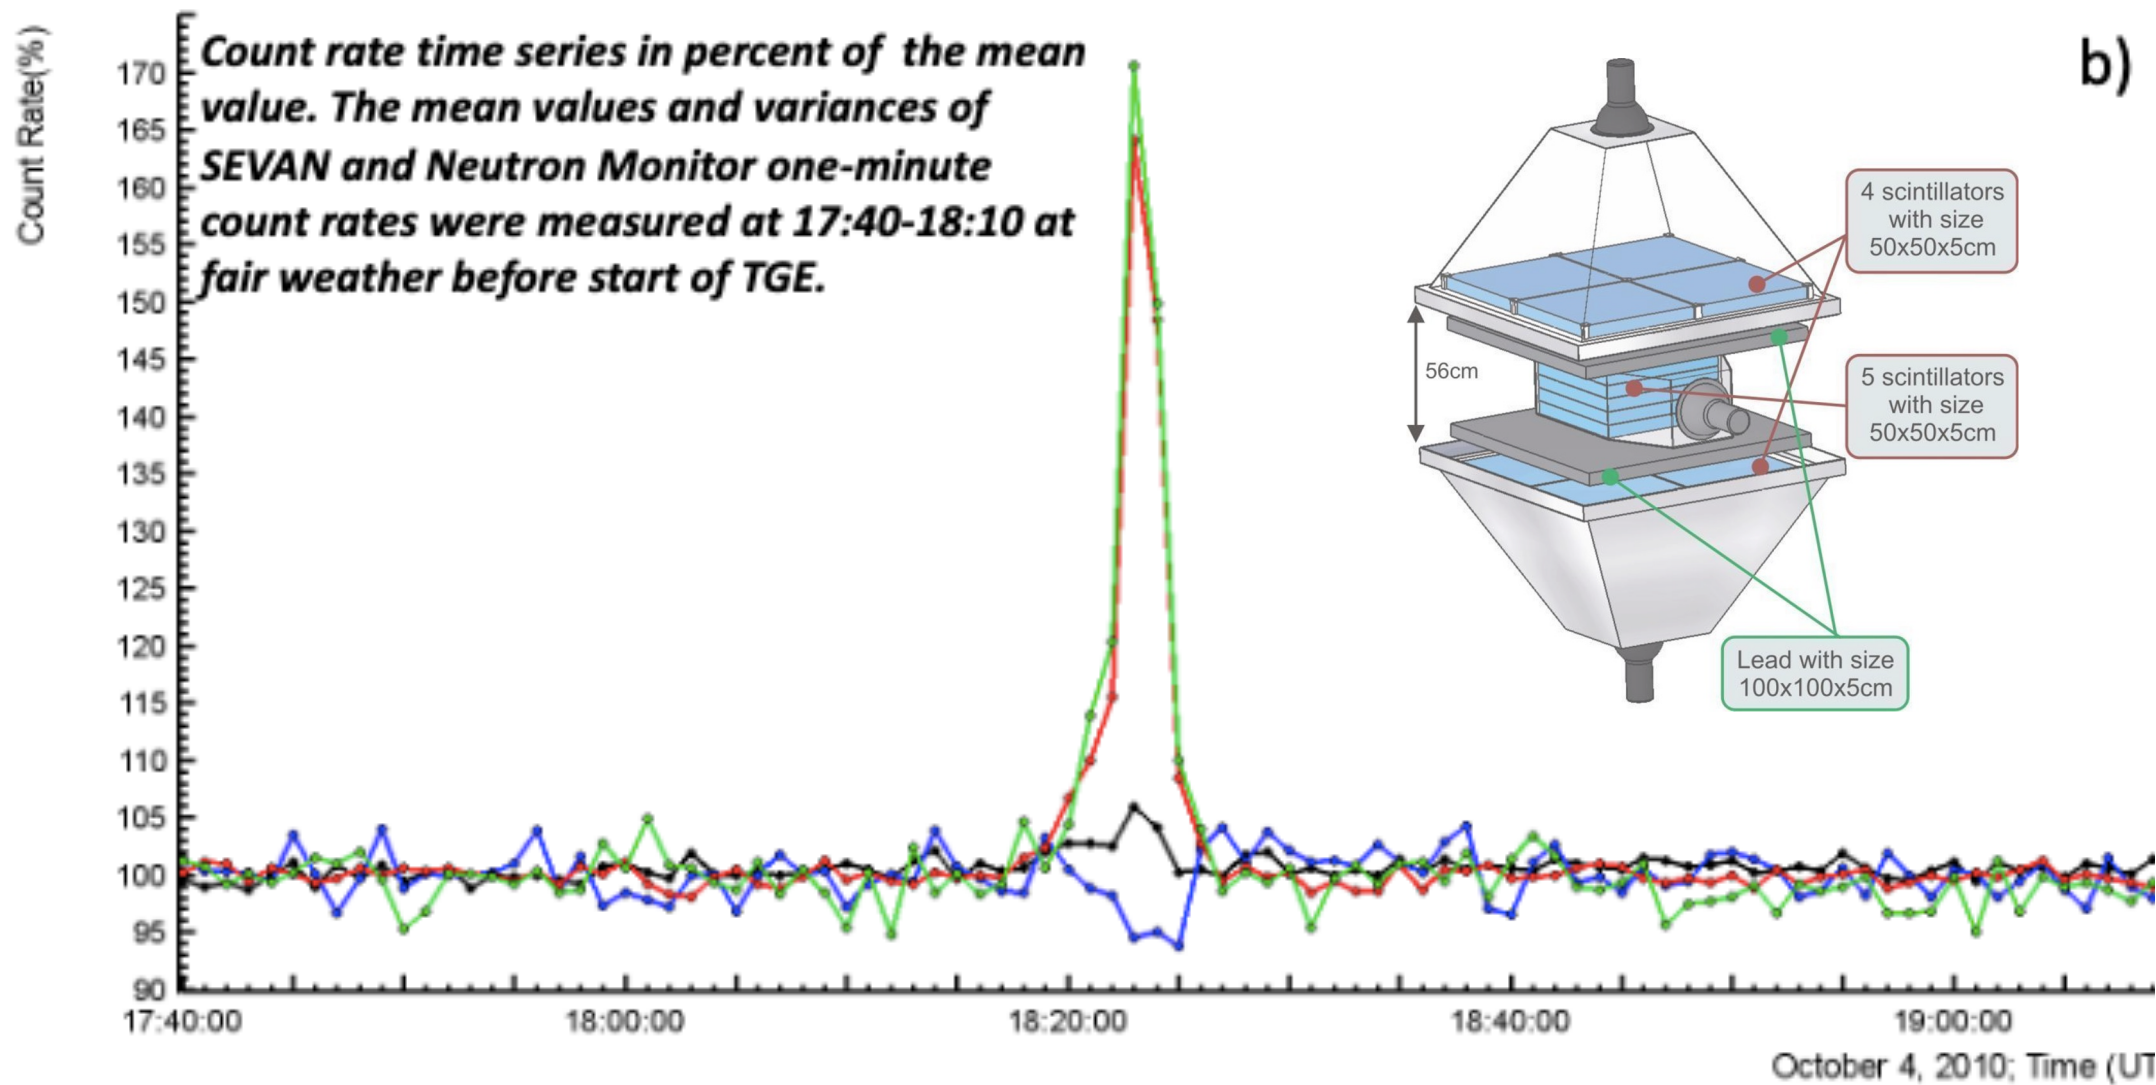 Count Rate(%)
Count rate time series in percent of the mean
value. The mean values and variances of
SEVAN and Neutron Monitor one-minute
count rates were measured at 17:40-18:10 at
fair weather before start of TGE.
b)
170
165
160
155
150
145
140
135
130
125
120
115
110
105
100
95
90
4 scintillators
with size
50x50x5cm
56cm
5 scintillators
with size
50x50x5cm
Lead with size
100x100x5cm
17:40:00 18:00:00 18:20:00 18:40:00 19:00:00
October 4, 2010; Time (UT